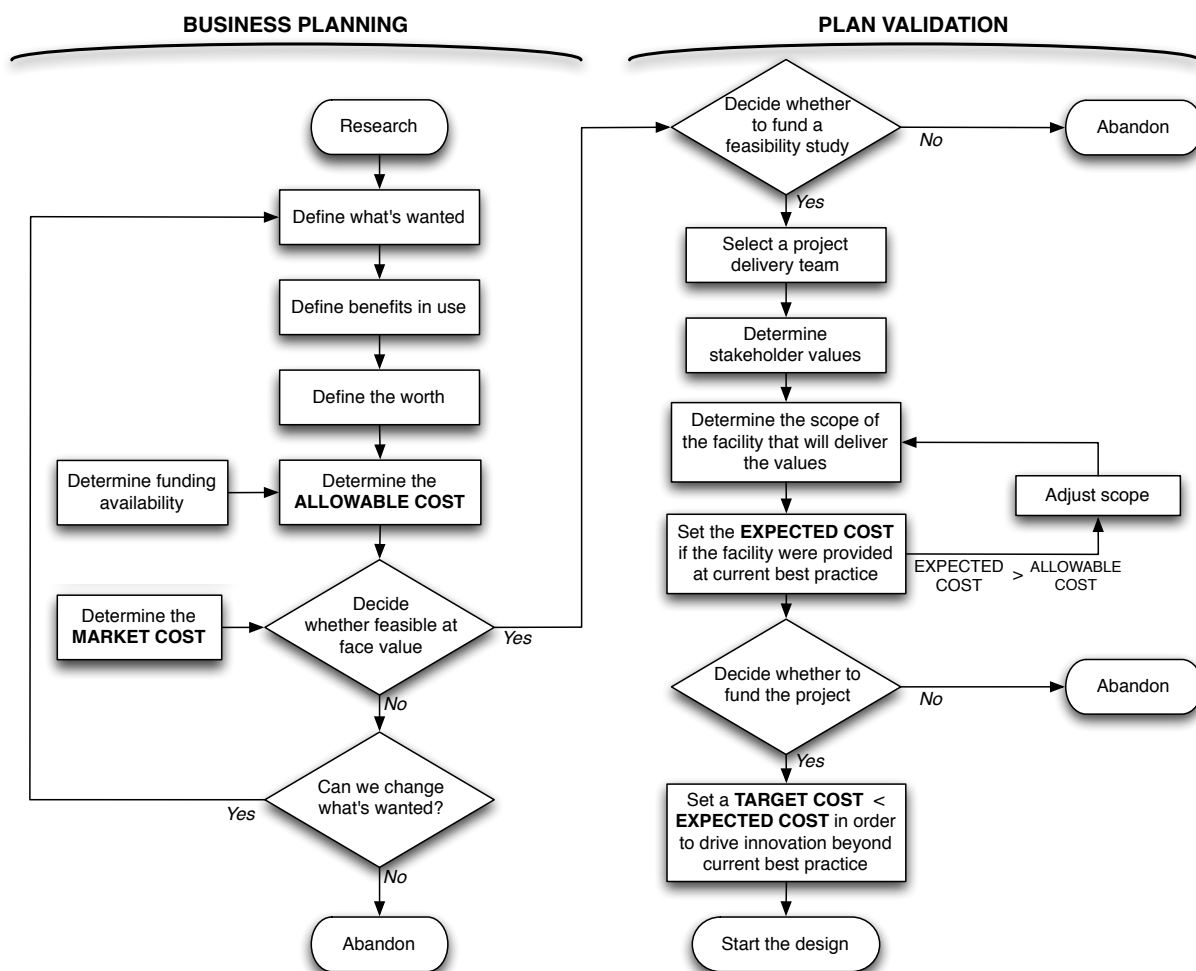 BUSINESS PLANNING
Research
Define what's wanted
Define benefits in use
Define the worth
Determine funding
availability
Determine the
ALLOWABLE COST
Determine the
MARKET COST
Decide
whether feasible at
face value
Yes
No
Can we change
what's wanted?
Yes
No
Abandon
PLAN VALIDATION
Decide whether
to fund a
feasibility study
No
Abandon
Yes
Select a project
delivery team
Determine
stakeholder values
Determine the scope of
the facility that will deliver
the values
Adjust scope
Set the EXPECTED COST
if the facility were provided
at current best practice
EXPECTED
COST
>
ALLOWABLE
COST
Decide whether to
fund the project
No
Abandon
Yes
Set a TARGET COST <
EXPECTED COST in order
to drive innovation beyond
current best practice
Start the design